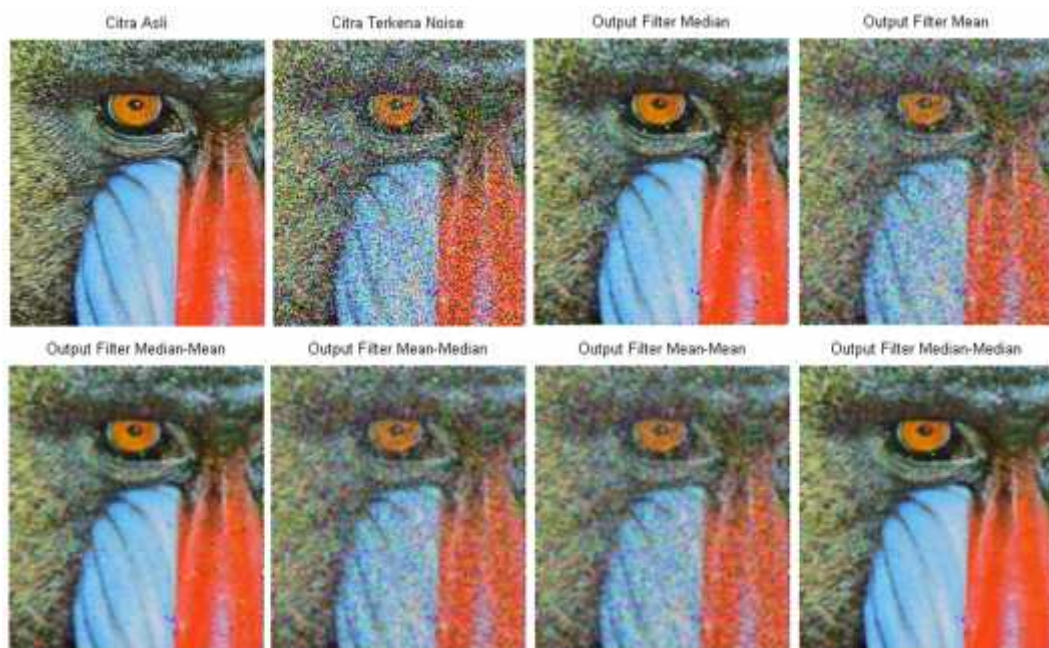 Citra Asli
Citra Terkena Noise
Output Filter Median
Output Filter Mean
Output Filter Median-Mean
Output Filter Mean-Median
Output Filter Mean-Mean
Output Filter Median-Median